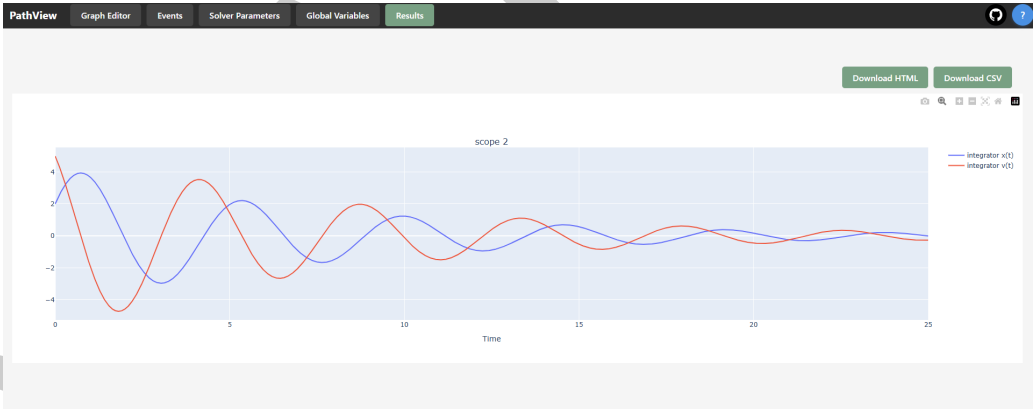 PathView Graph Editor Events Solver Parameters Global Variables Results ?
Download HTML Download CSV
scope 2
integrator x(t)
integrator v(t)
4
2
0
−2
−4
0 5 10 15 20 25
Time